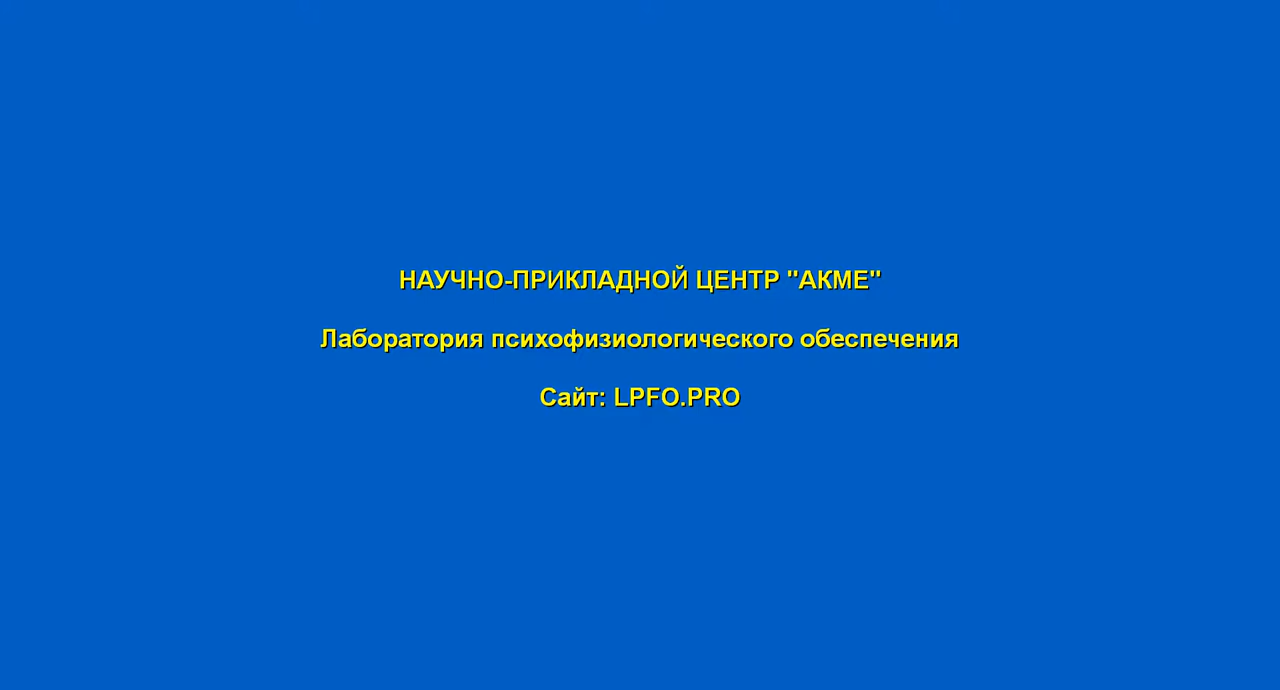 НАУЧНО-ПРИКЛАДНОЙ ЦЕНТР "АКМЕ"
Лаборатория психофизиологического обеспечения
Сайт: LPFO.PRO